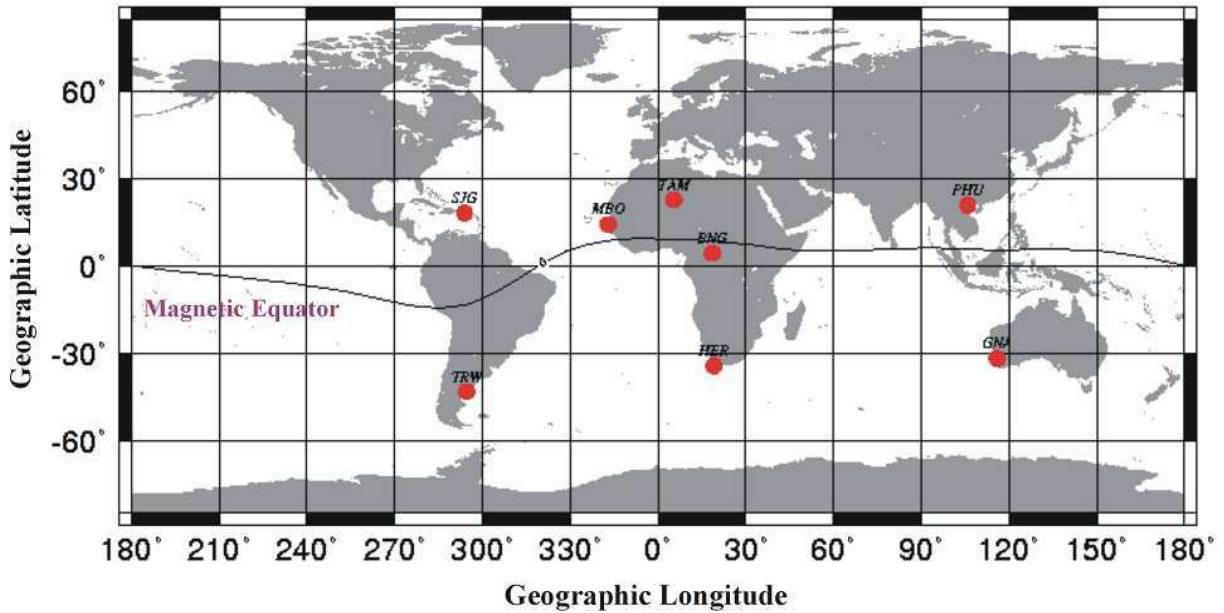 Geographic Latitude
60°
30°
0°
-30°
-60°
SJG
MBO
TAM
BNG
PHU
HER
GNA
TRW
0
Magnetic Equator
180° 210° 240° 270° 300° 330° 0° 30° 60° 90° 120° 150° 180°
Geographic Longitude